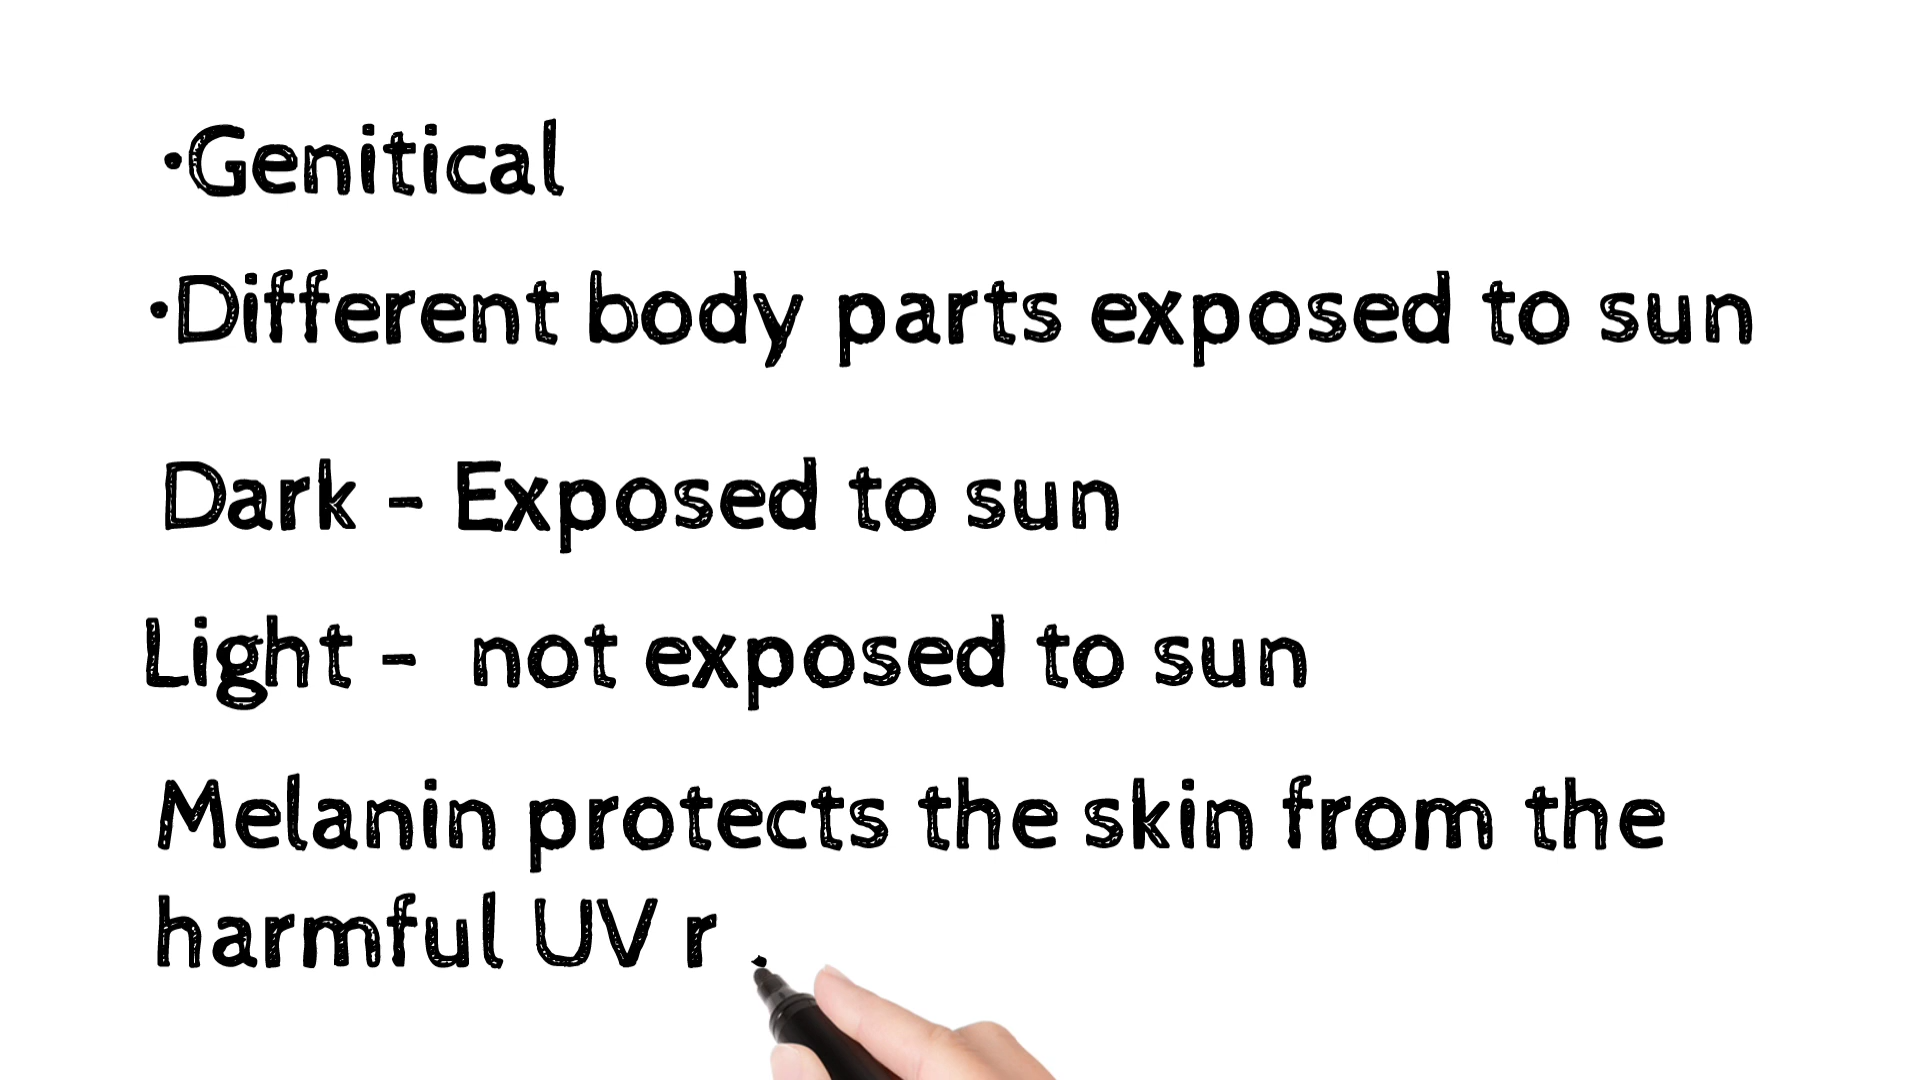 •Genitical
•Different body parts exposed to sun
Dark - Exposed to sun
Light - not exposed to sun
Melanin protects the skin from the
harmful UV r